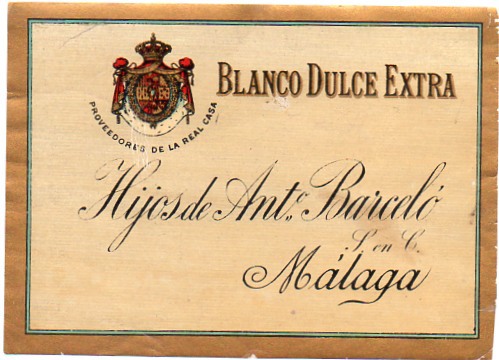 BLANCO DULCE EXTRA
PROVEEDORES DE LA REAL CASA
Hijos de Antº. Barceló
S. en C.
Málaga